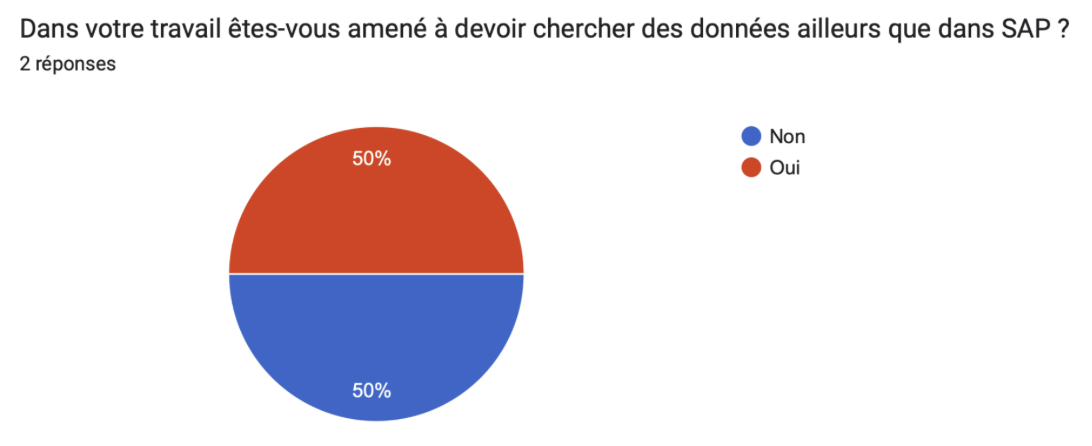 Dans votre travail êtes-vous amené à devoir chercher des données ailleurs que dans SAP ?
2 réponses
50%
Non
Oui
50%